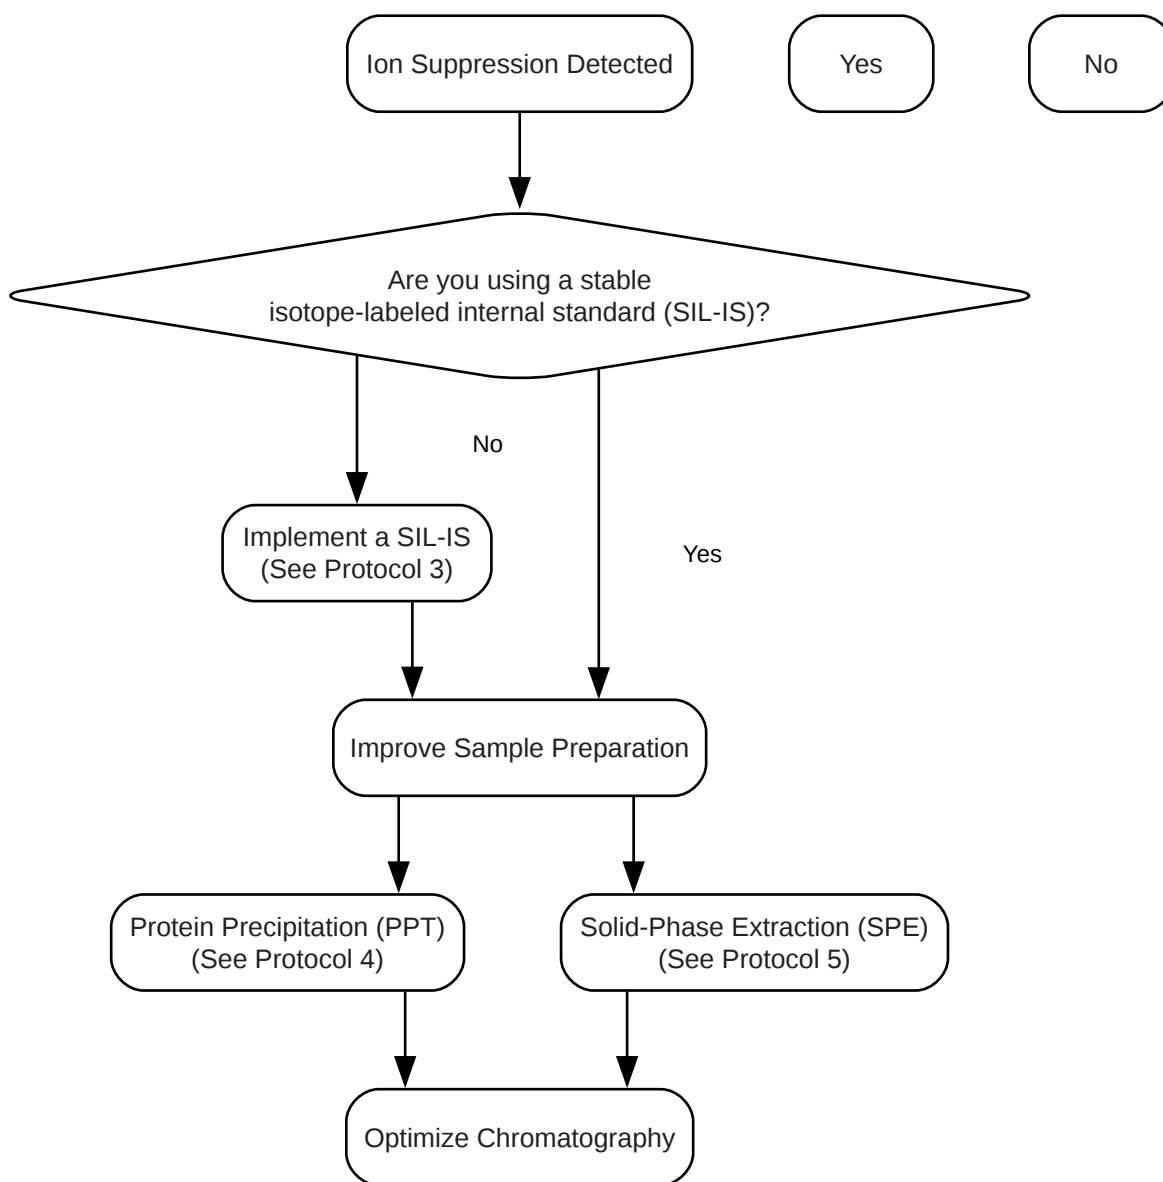 Ion Suppression Detected
Yes
No
Are you using a stable
isotope-labeled internal standard (SIL-IS)?
No
Implement a SIL-IS
(See Protocol 3)
Yes
Improve Sample Preparation
Protein Precipitation (PPT)
(See Protocol 4)
Solid-Phase Extraction (SPE)
(See Protocol 5)
Optimize Chromatography